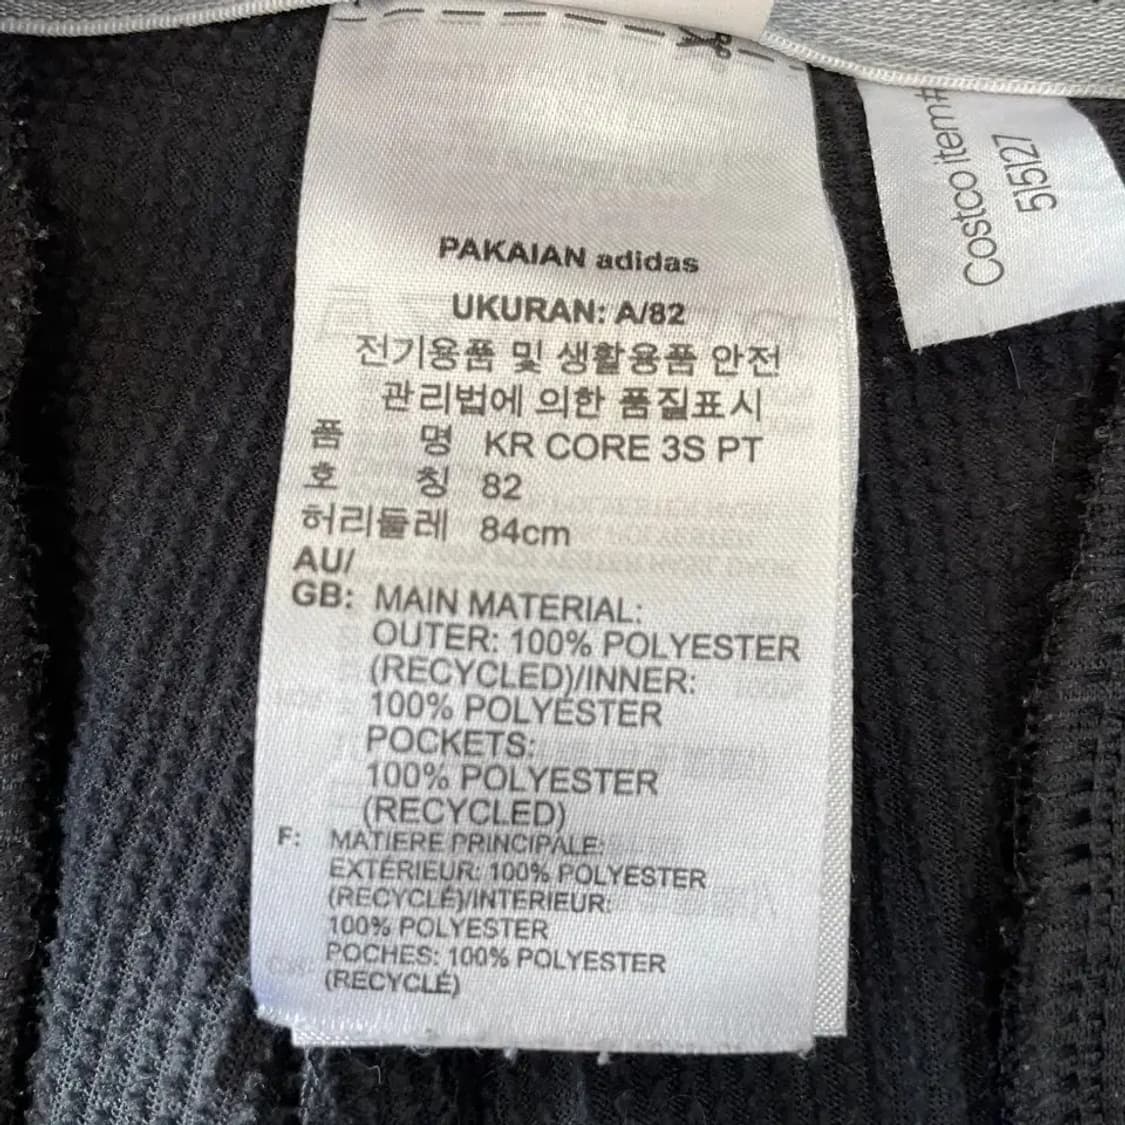 PAKAIAN adidas
UKURAN: A/82
전기용품 및 생활용품 안전
관리법에 의한 품질표시
품 명 KR CORE 3S PT
호 칭 82
허리둘레 84cm
AU/
GB: MAIN MATERIAL:
OUTER: 100% POLYESTER
(RECYCLED)/INNER:
100% POLYESTER
POCKETS:
100% POLYESTER
(RECYCLED)
F: MATIERE PRINCIPALE:
EXTÉRIEUR: 100% POLYESTER
(RECYCLÉ)/INTERIEUR:
100% POLYESTER
POCHES: 100% POLYESTER
(RECYCLÉ)
Costco item#
515127